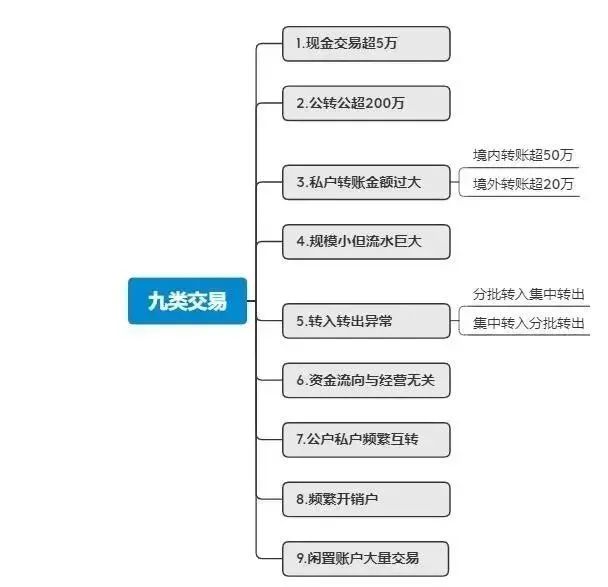 九类交易
1.现金交易超5万
2.公转公超200万
3.私户转账金额过大
境内转账超50万
境外转账超20万
4.规模小但流水巨大
5.转入转出异常
分批转入集中转出
集中转入分批转出
6.资金流向与经营无关
7.公户私户频繁互转
8.频繁开销户
9.闲置账户大量交易